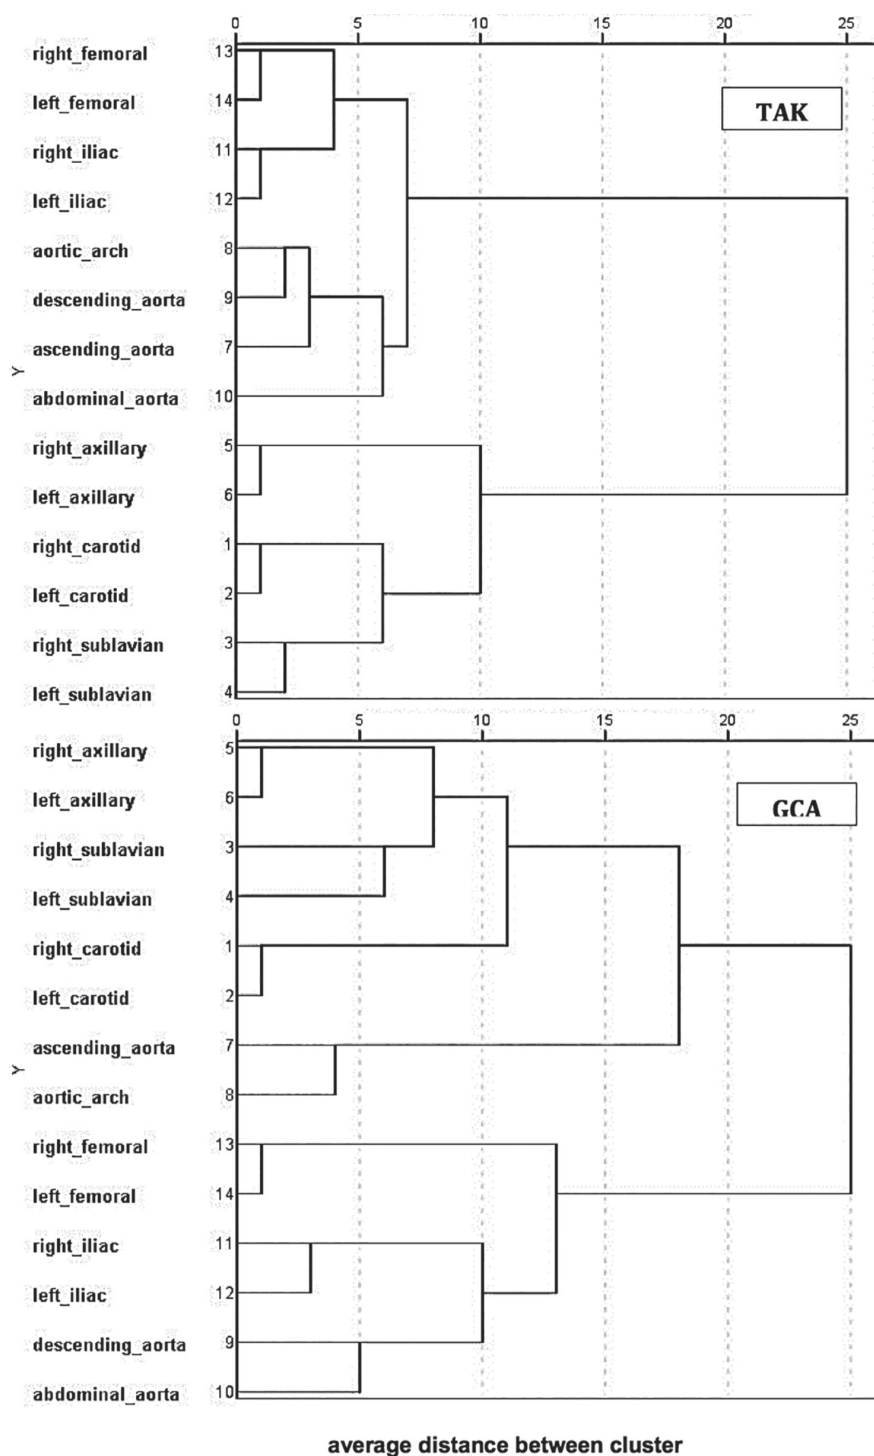 0 5 10 15 20 25
right_femoral 13
TAK
left_femoral 14
right_iliac 11
left_iliac 12
aortic_arch 8
descending_aorta 9
ascending_aorta 7
Y
abdominal_aorta 10
right_axillary 5
left_axillary 6
right_carotid 1
left_carotid 2
right_sublavian 3
left_sublavian 4
0 5 10 15 20 25
right_axillary 5
left_axillary 6
GCA
right_sublavian 3
left_sublavian 4
right_carotid 1
left_carotid 2
ascending_aorta 7
Y
aortic_arch 8
right_femoral 13
left_femoral 14
right_iliac 11
left_iliac 12
descending_aorta 9
abdominal_aorta 10
average distance between cluster